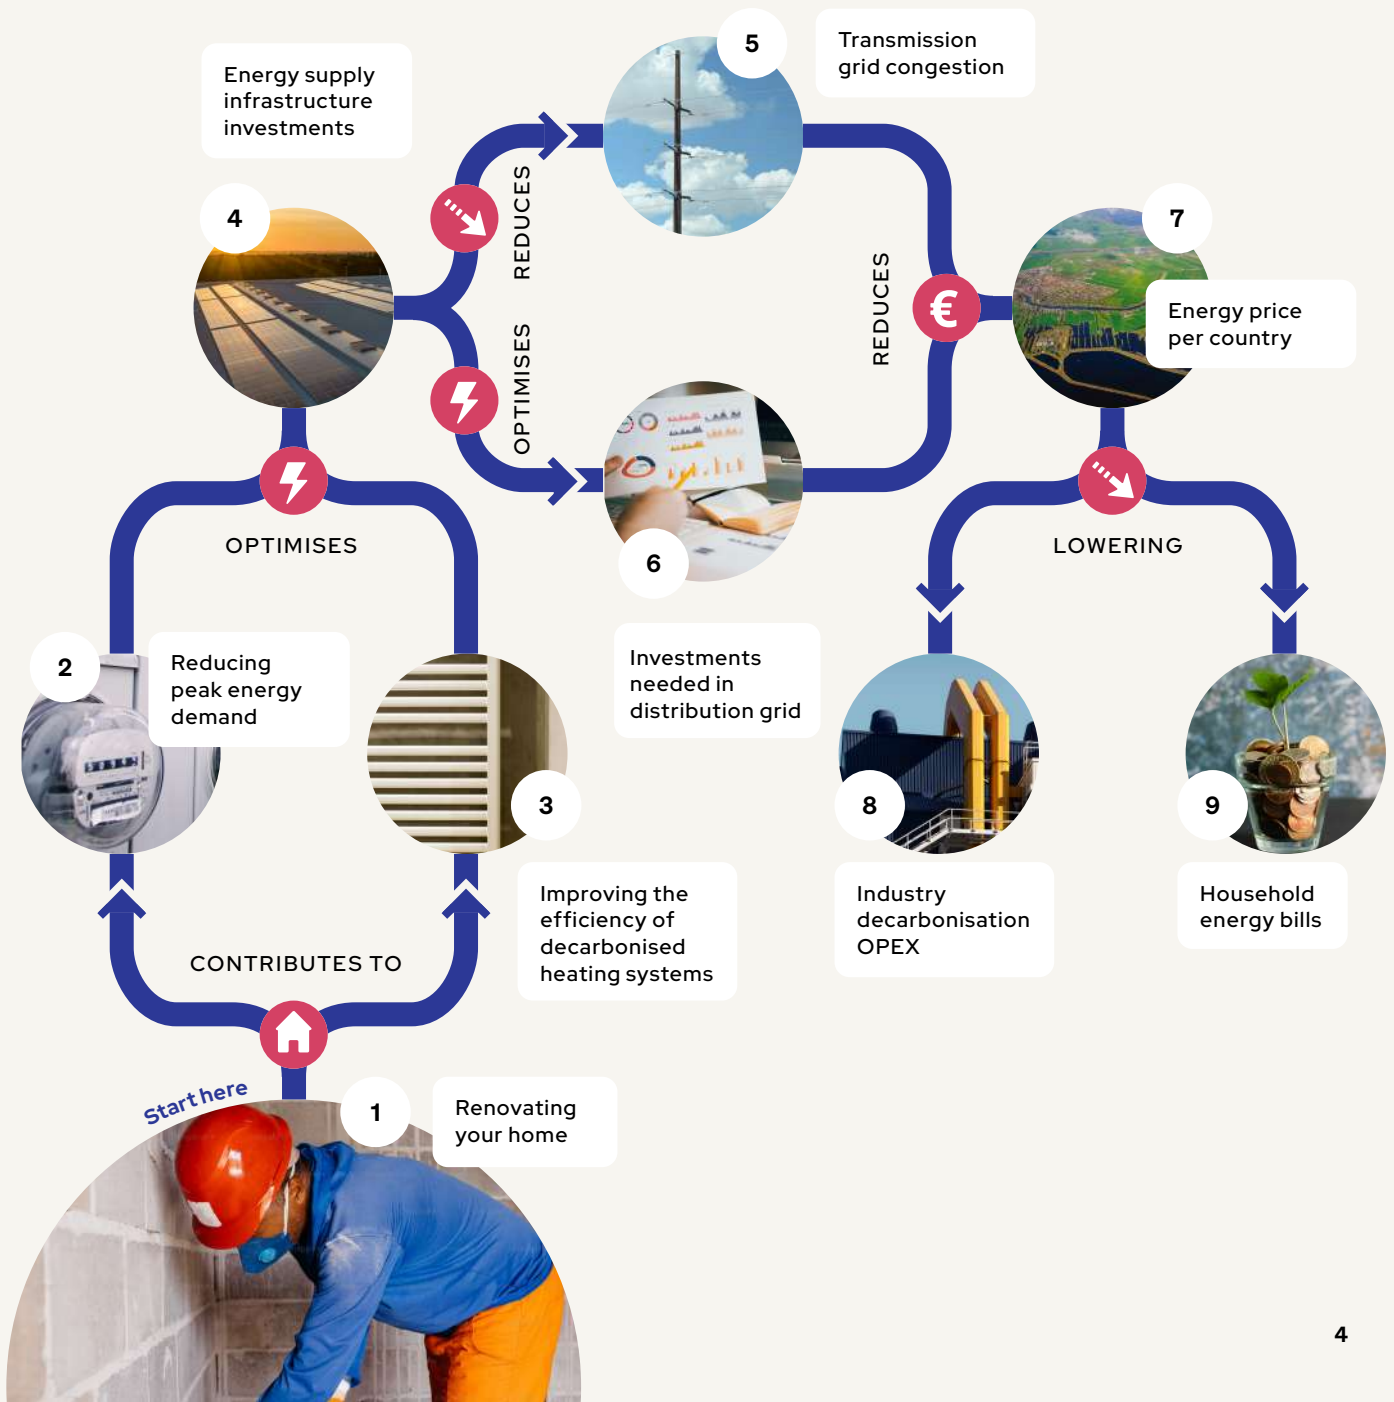 5
Transmission
grid congestion
Energy supply
infrastructure
investments
4
REDUCES
7
REDUCES
€
Energy price
per country
OPTIMISES
OPTIMISES
6
LOWERING
2
Reducing
peak energy
demand
Investments
needed in
distribution grid
3
8
9
Improving the
efficiency of
decarbonised
heating systems
Industry
decarbonisation
OPEX
Household
energy bills
CONTRIBUTES TO
Start here
1
Renovating
your home
4